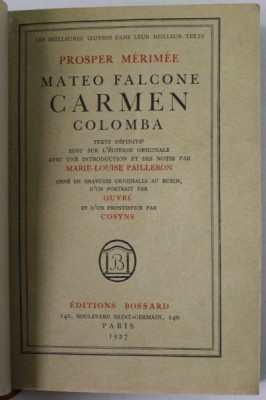 LES MEILLEURES ŒUVRES DANS LEUR MEILLEUR TEXTE
PROSPER MÉRIMÉE
MATEO FALCONE
CARMEN
COLOMBA
TEXTE DÉFINITIF
REVU SUR L'ÉDITION ORIGINALE
AVEC UNE INTRODUCTION ET DES NOTES PAR
MARIE-LOUISE PAILLERON
ORNÉ EN GRAVURES ORIGINALES AU BURIN,
D'UN PORTRAIT PAR
OUVRÉ
ET D'UN FRONTISPICE PAR
COSYNS
B
ÉDITIONS BOSSARD
140, BOULEVARD SAINT-GERMAIN, 140
PARIS
1927